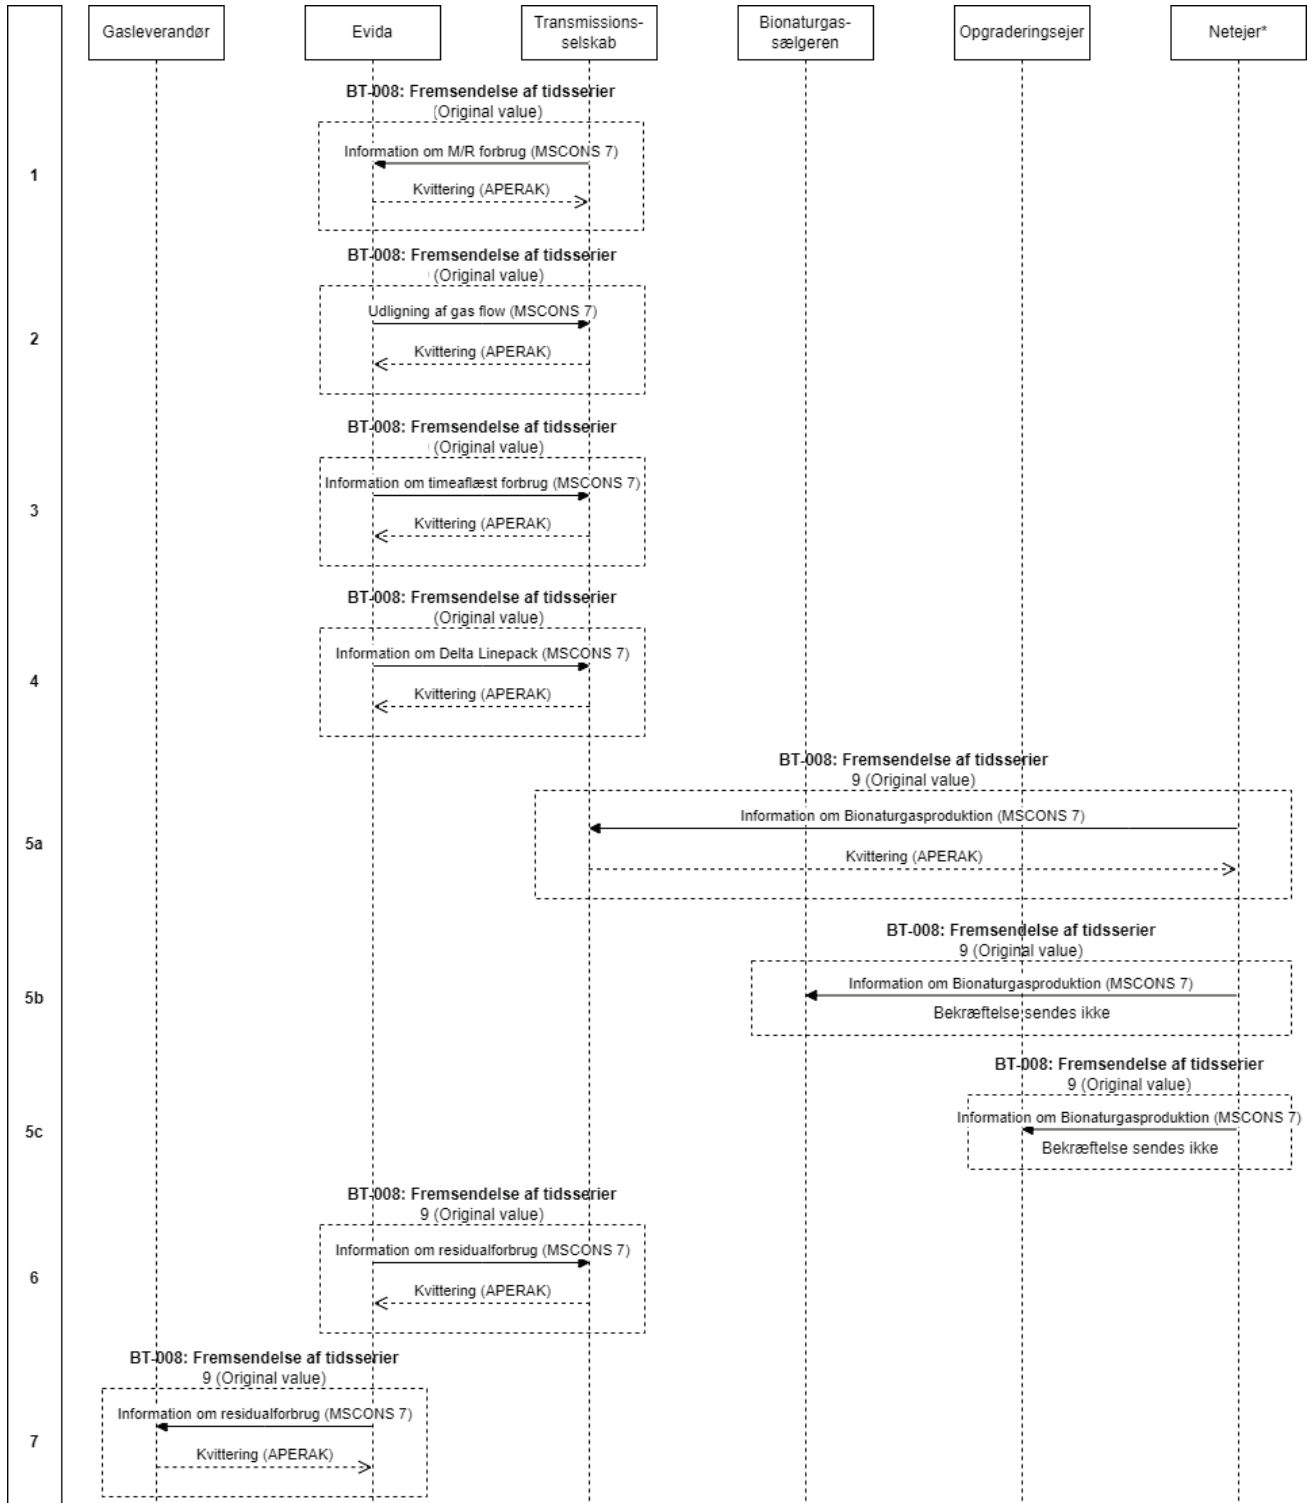 Gasleverandør
Evida
Transmissions-
selskab
Bionaturgas-
sælgeren
Opgraderingsejer
Netejer*
BT-008: Fremsendelse af tidsserier
(Original value)
1
Information om M/R forbrug (MSCONS 7)
Kvittering (APERAK)
BT-008: Fremsendelse af tidsserier
(Original value)
2
Udligning af gas flow (MSCONS 7)
Kvittering (APERAK)
BT-008: Fremsendelse af tidsserier
(Original value)
3
Information om timeaflæst forbrug (MSCONS 7)
Kvittering (APERAK)
BT-008: Fremsendelse af tidsserier
(Original value)
4
Information om Delta Linepack (MSCONS 7)
Kvittering (APERAK)
BT-008: Fremsendelse af tidsserier
9 (Original value)
5a
Information om Bionaturgasproduktion (MSCONS 7)
Kvittering (APERAK)
BT-008: Fremsendelse af tidsserier
9 (Original value)
5b
Information om Bionaturgasproduktion (MSCONS 7)
Bekræftelse sendes ikke
BT-008: Fremsendelse af tidsserier
9 (Original value)
5c
Information om Bionaturgasproduktion (MSCONS 7)
Bekræftelse sendes ikke
BT-008: Fremsendelse af tidsserier
9 (Original value)
6
Information om residualforbrug (MSCONS 7)
Kvittering (APERAK)
BT-008: Fremsendelse af tidsserier
9 (Original value)
7
Information om residualforbrug (MSCONS 7)
Kvittering (APERAK)